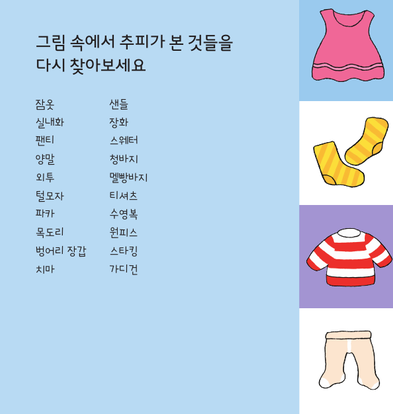 그림 속에서 추피가 본 것들을
다시 찾아보세요
잠옷
실내화
팬티
양말
외투
털모자
파카
목도리
벙어리 장갑
치마
샌들
장화
스웨터
청바지
멜빵바지
티셔츠
수영복
원피스
스타킹
가디건